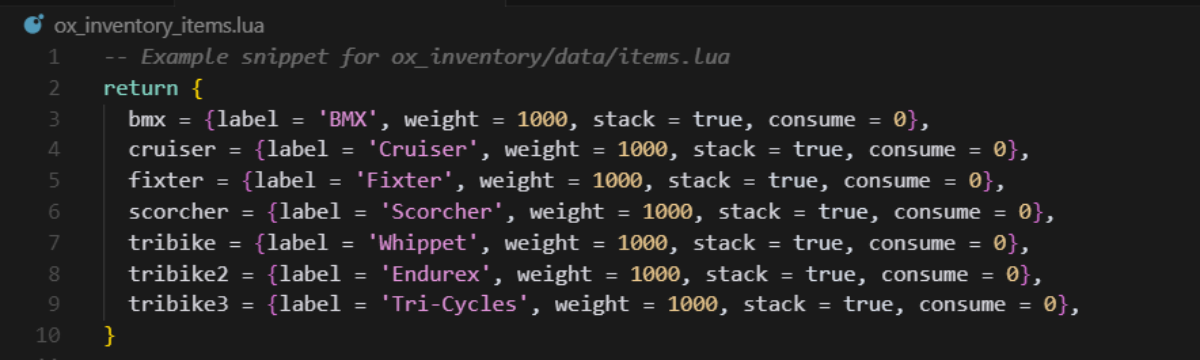 ox_inventory_items.lua
1 -- Example snippet for ox_inventory/data/items.lua
2 return {
3 bmx = {label = 'BMX', weight = 1000, stack = true, consume = 0},
4 cruiser = {label = 'Cruiser', weight = 1000, stack = true, consume = 0},
5 fixter = {label = 'Fixter', weight = 1000, stack = true, consume = 0},
6 scorcher = {label = 'Scorcher', weight = 1000, stack = true, consume = 0},
7 tribike = {label = 'Whippet', weight = 1000, stack = true, consume = 0},
8 tribike2 = {label = 'Endurex', weight = 1000, stack = true, consume = 0},
9 tribike3 = {label = 'Tri-Cycles', weight = 1000, stack = true, consume = 0},
10 }